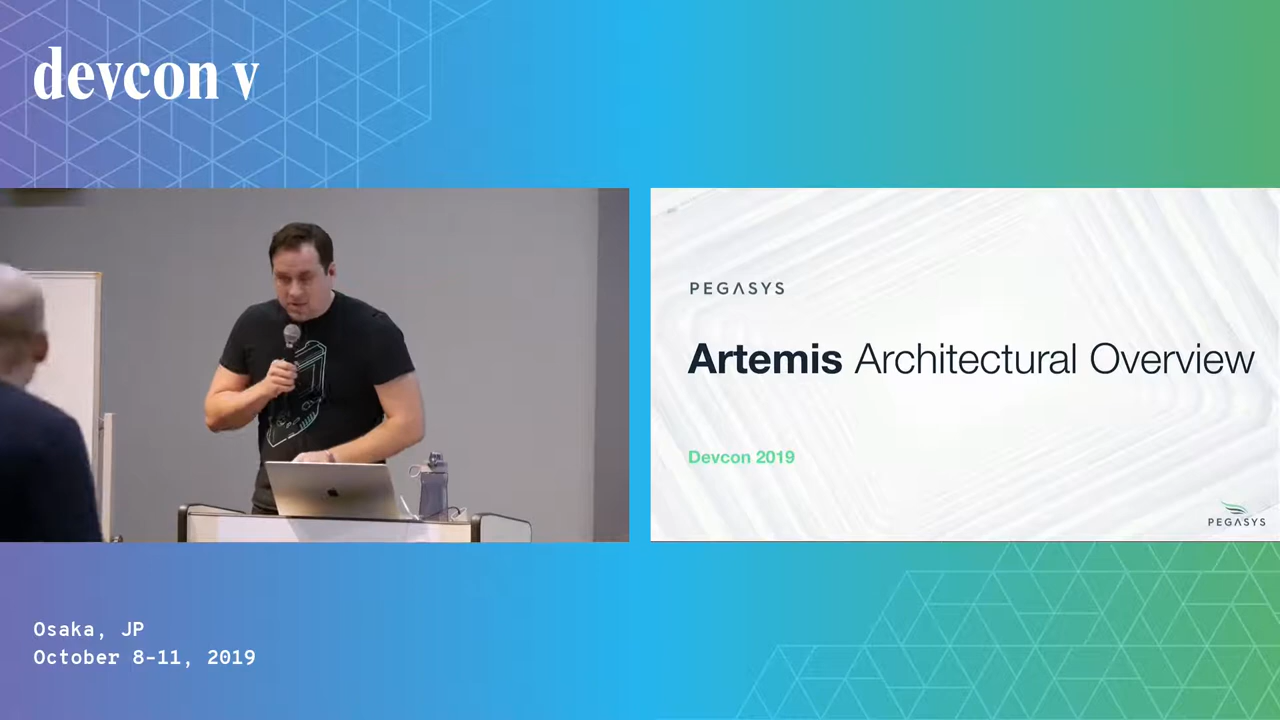 devcon v
PEGASYS
Artemis Architectural Overview
Devcon 2019
PEGASYS
Osaka, JP
October 8-11, 2019